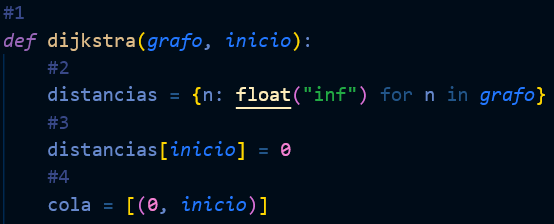 #1
def dijkstra(grafo, inicio):
    #2
    distancias = {n: float("inf") for n in grafo}
    #3
    distancias[inicio] = 0
    #4
    cola = [(0, inicio)]